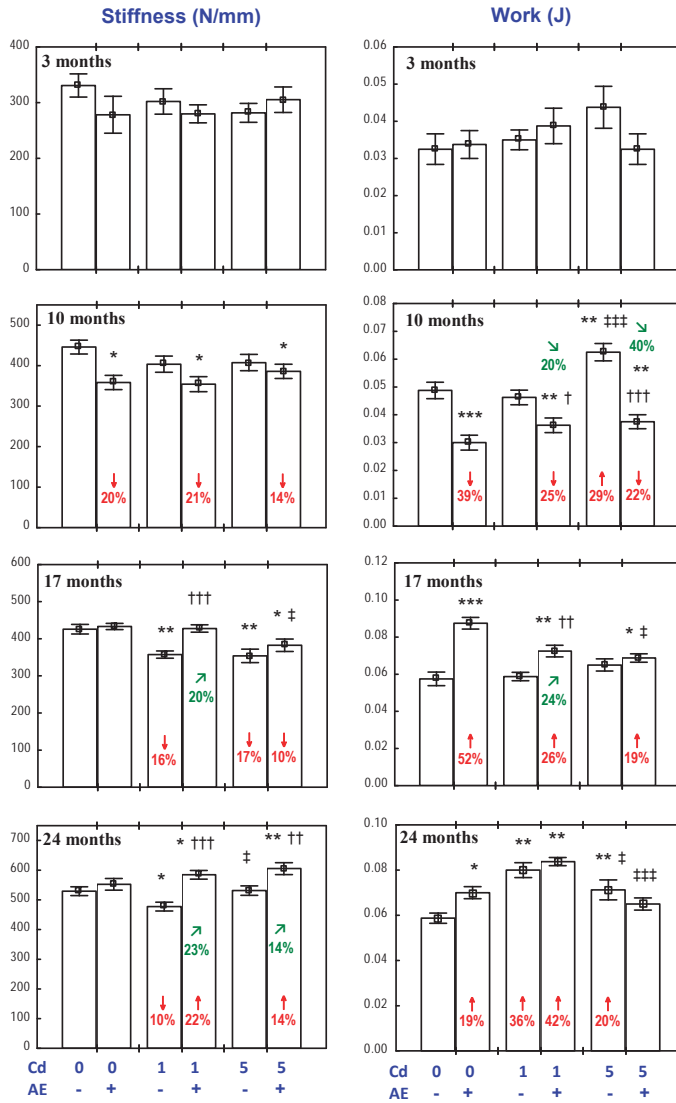 Stiffness (N/mm)
Work (J)
3 months
400
300
200
100
0
3 months
0.06
0.05
0.04
0.03
0.02
0.01
0.00
10 months
500
400
300
200
100
0
* * *
↓ ↓ ↓
20% 21% 14%
10 months
0.08
0.07
0.06
0.05
0.04
0.03
0.02
0.01
0.00
** ‡‡‡ ↘
40%
↘
20%
**
*** ** † †††
↓ ↓ ↑ ↓
39% 25% 29% 22%
17 months
600
500
400
300
200
100
0
†††
** ** * ‡
↗
20%
↓ ↓ ↓
16% 17% 10%
17 months
0.12
0.10
0.08
0.06
0.04
0.02
0.00
***
** †† * ‡
↗
24%
↑ ↑ ↑
52% 26% 19%
24 months
700
600
500
400
300
200
100
0
* ††† ** ††
* ‡
↗ ↗
23% 14%
↓ ↑ ↑
10% 22% 14%
24 months
0.10
0.08
0.06
0.04
0.02
0.00
* ** ** ** ‡ ‡‡‡
↑ ↑ ↑ ↑
19% 36% 42% 20%
Cd 0 0 1 1 5 5
AE - + - + - +
Cd 0 0 1 1 5 5
AE - + - + - +